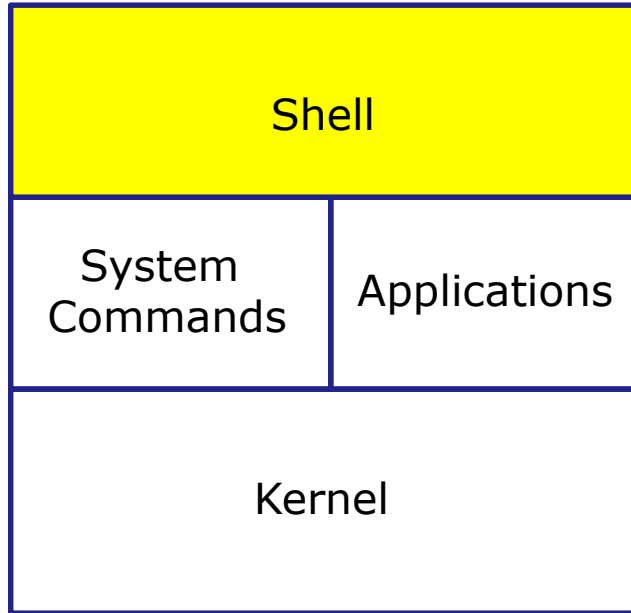 Shell
System
Commands
Applications
Kernel